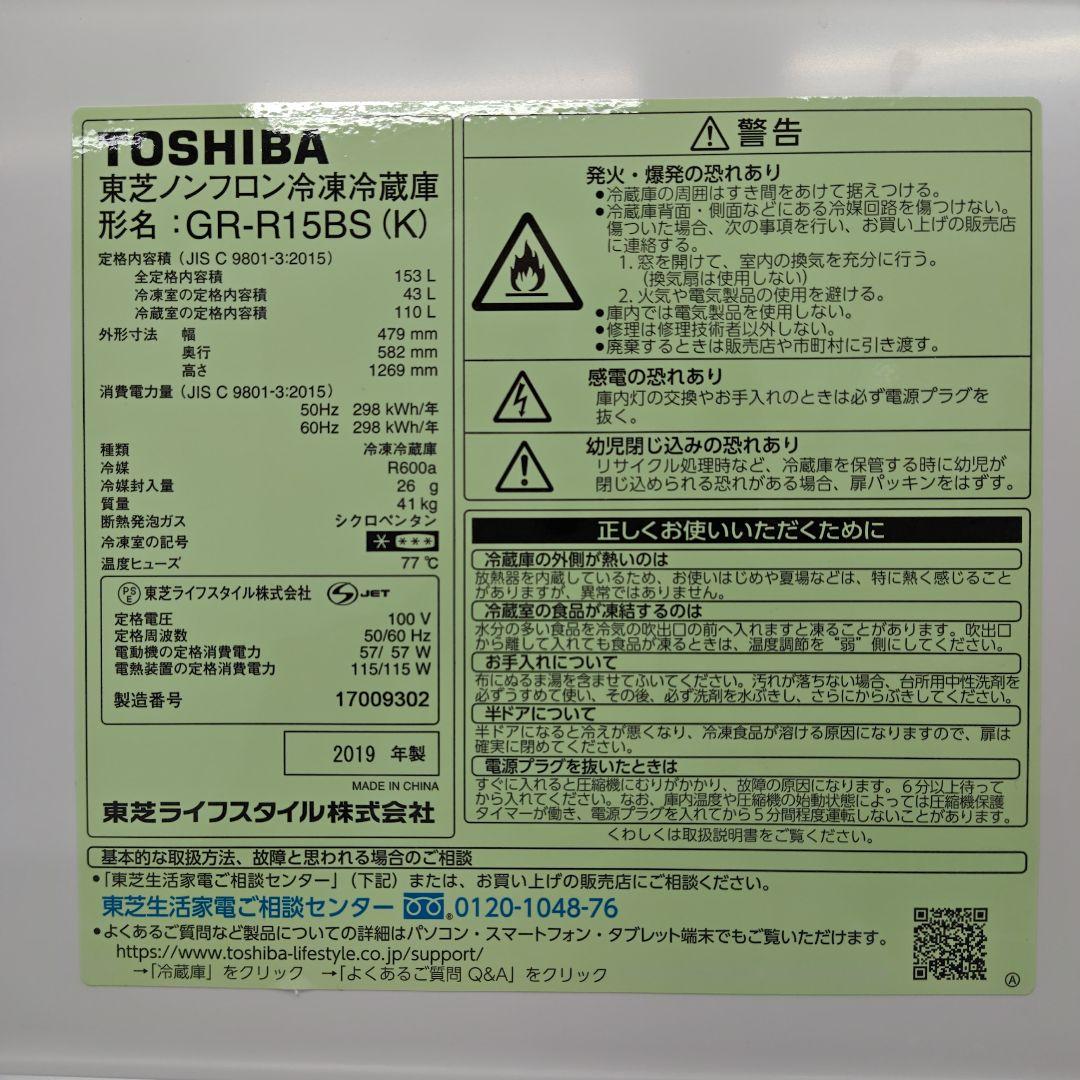 TOSHIBA
東芝ノンフロン冷凍冷蔵庫
形名：GR-R15BS (K)
定格内容積（JIS C 9801-3:2015）
全定格内容積 153 L
冷凍室の定格内容積 43 L
冷蔵室の定格内容積 110 L
外形寸法 幅 479 mm
奥行 582 mm
高さ 1269 mm
消費電力量（JIS C 9801-3:2015）
50Hz 298 kWh/年
60Hz 298 kWh/年
種類 冷凍冷蔵庫
冷媒 R600a
冷媒封入量 26 g
質量 41 kg
断熱発泡ガス シクロペンタン
冷凍室の記号 * ***
温度ヒューズ 77 ℃
PSE 東芝ライフスタイル株式会社 JET
定格電圧 100 V
定格周波数 50/60 Hz
電動機の定格消費電力 57/ 57 W
電熱装置の定格消費電力 115/115 W
製造番号 17009302
2019 年製
MADE IN CHINA
東芝ライフスタイル株式会社
警告
発火・爆発の恐れあり
●冷蔵庫の周囲はすき間をあけて据えつける。
●冷蔵庫背面・側面などにある冷媒回路を傷つけない。
傷ついた場合、次の事項を行い、お買い上げの販売店
に連絡する。
1. 窓を開けて、室内の換気を充分に行う。
（換気扇は使用しない）
2. 火気や電気製品の使用を避ける。
●庫内では電気製品を使用しない。
●修理は修理技術者以外しない。
●廃棄するときは販売店や市町村に引き渡す。
感電の恐れあり
庫内灯の交換やお手入れのときは必ず電源プラグを
抜く。
幼児閉じ込みの恐れあり
リサイクル処理時など、冷蔵庫を保管する時に幼児が
閉じ込められる恐れがある場合、扉パッキンをはずす。
正しくお使いいただくために
冷蔵庫の外側が熱いのは
放熱器を内蔵しているため、お使いはじめや夏場などは、特に熱く感じること
がありますが、異常ではありません。
冷蔵室の食品が凍結するのは
水分の多い食品を冷気の吹出口の前へ入れますと凍ることがあります。吹出口
から離して入れても食品が凍るときは、温度調節を“弱”側にしてください。
お手入れについて
布にぬるま湯を含ませてふいてください。汚れが落ちない場合、台所用中性洗剤を
必ずうすめて使い、その後、必ず洗剤を水ぶきし、さらにからぶきしてください。
半ドアについて
半ドアになると冷えが悪くなり、冷凍食品が溶ける原因になりますので、扉は
確実に閉めてください。
電源プラグを抜いたときは
すぐに入れると圧縮機にむりがかかり、故障の原因になります。６分以上待って
から入れてください。なお、庫内温度や圧縮機の始動状態によっては圧縮機保護
タイマーが働き、電源プラグを入れてから５分間程度運転しないことがあります。
くわしくは取扱説明書をご覧ください。
基本的な取扱方法、故障と思われる場合のご相談
●「東芝生活家電ご相談センター」（下記）または、お買い上げの販売店にご相談ください。
東芝生活家電ご相談センター 0120-1048-76
●よくあるご質問など製品についての詳細はパソコン・スマートフォン・タブレット端末でもご覧いただけます。
https://www.toshiba-lifestyle.co.jp/support/
→「冷蔵庫」をクリック →「よくあるご質問 Q&A」をクリック
Ⓐ